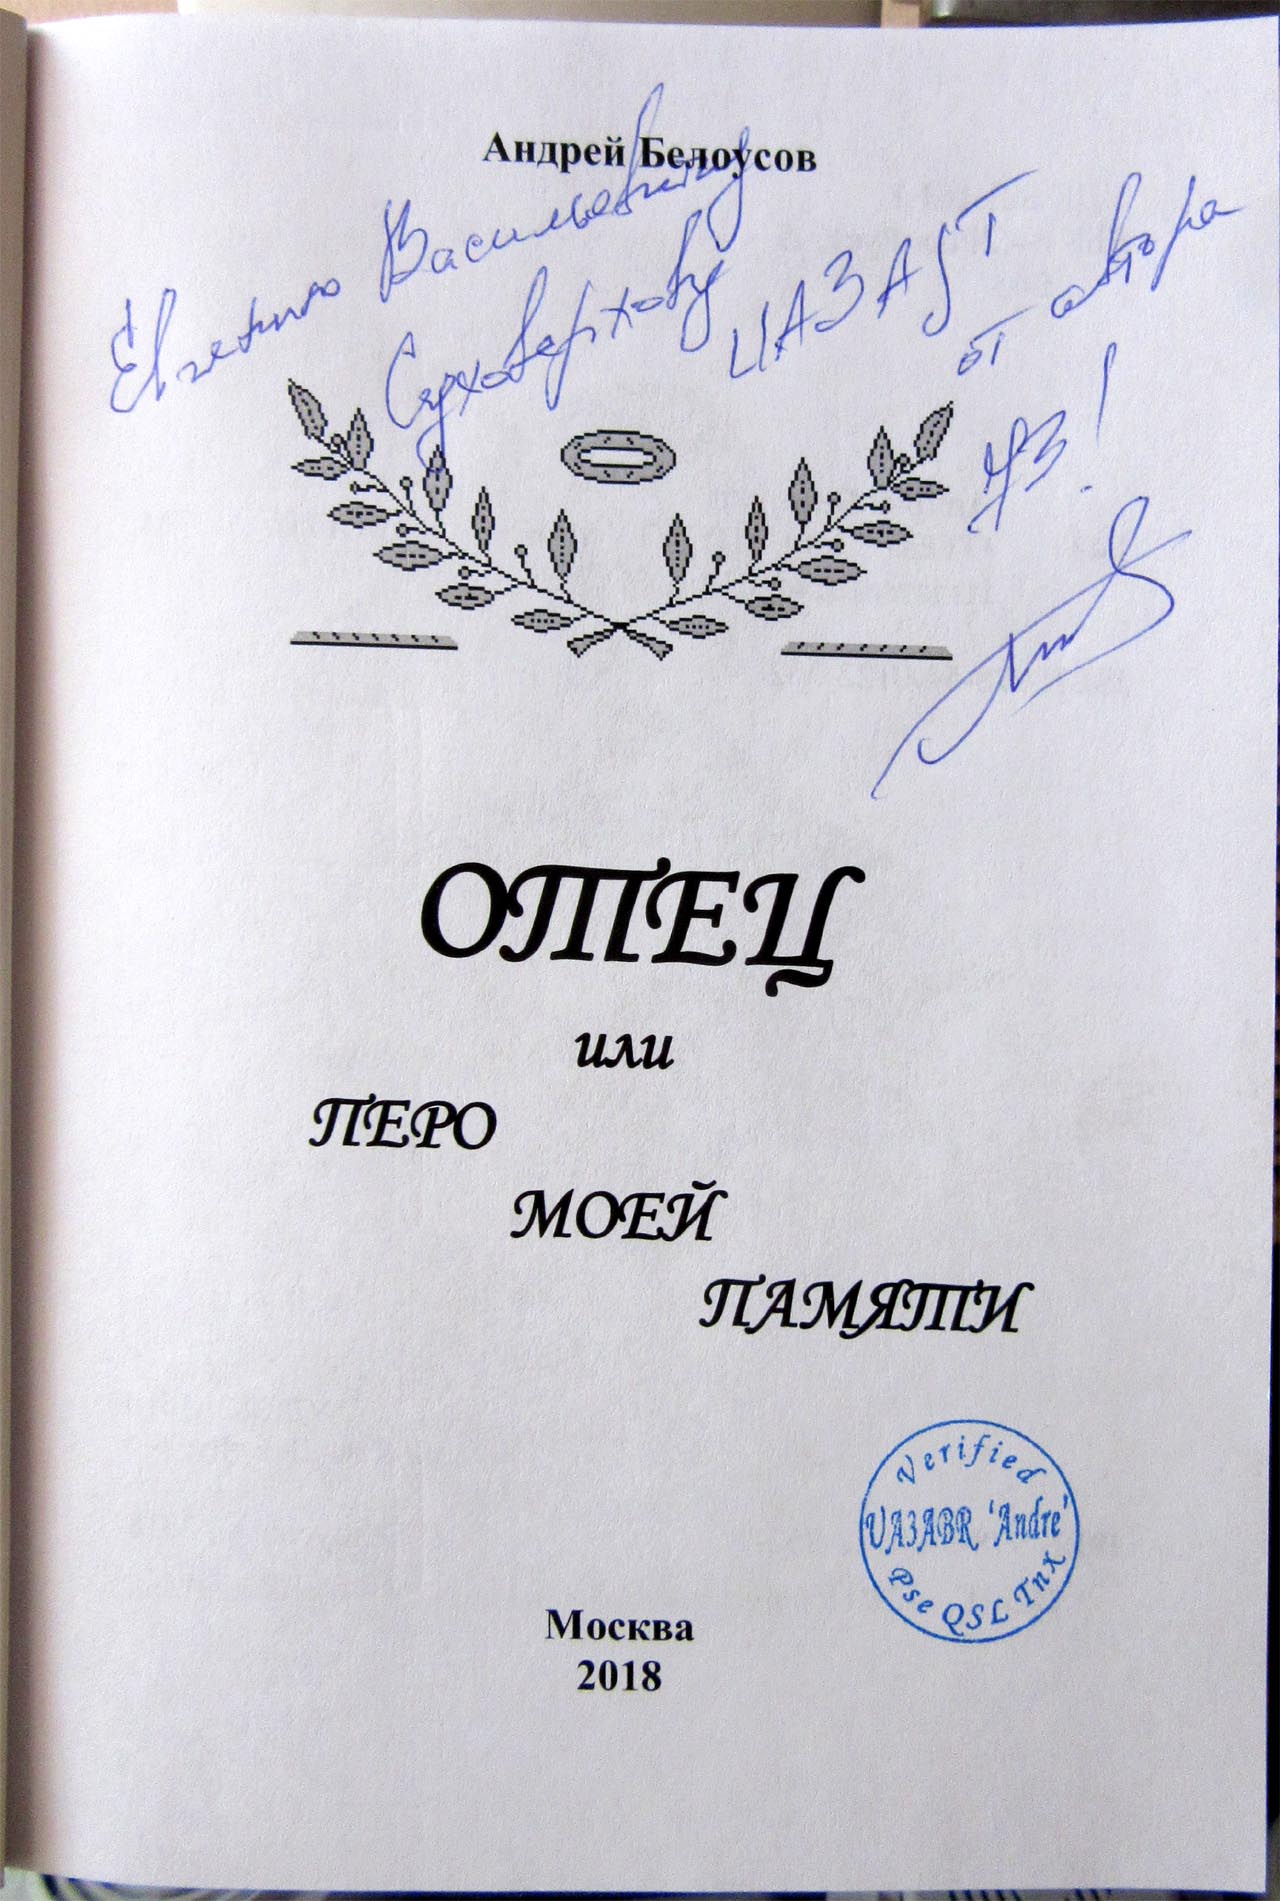 Андрей Белоусов
Евгению Васильевичу
Суховерхову UA3AJT
от автора
73!
ОТЕЦ
или
ПЕРО
МОЕЙ
ПАМЯТИ
Verified
UA3ABR 'Andre'
Pse QSL Tnx
Москва
2018